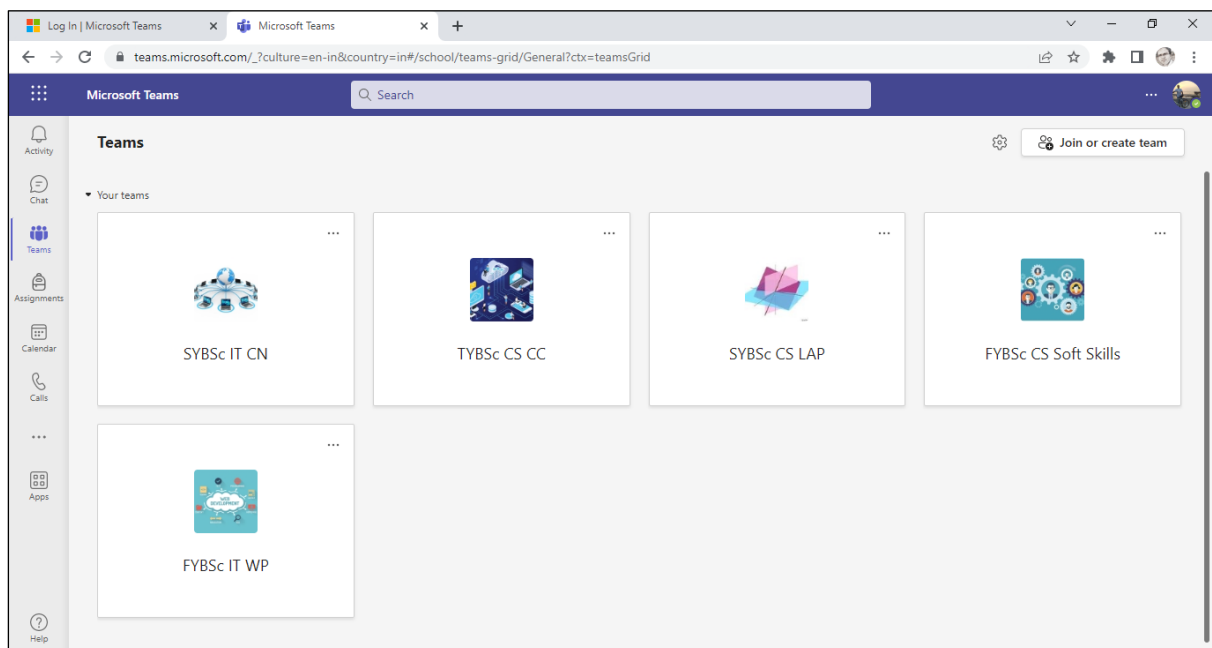 Log In | Microsoft Teams
Microsoft Teams
teams.microsoft.com/_?culture=en-in&country=in#/school/teams-grid/General?ctx=teamsGrid
Microsoft Teams
Search
Activity
Chat
Teams
Assignments
Calendar
Calls
Apps
Help
Teams
Join or create team
Your teams
SYBSc IT CN
TYBSc CS CC
SYBSc CS LAP
FYBSc CS Soft Skills
WEB
DEVELOPMENT
FYBSc IT WP